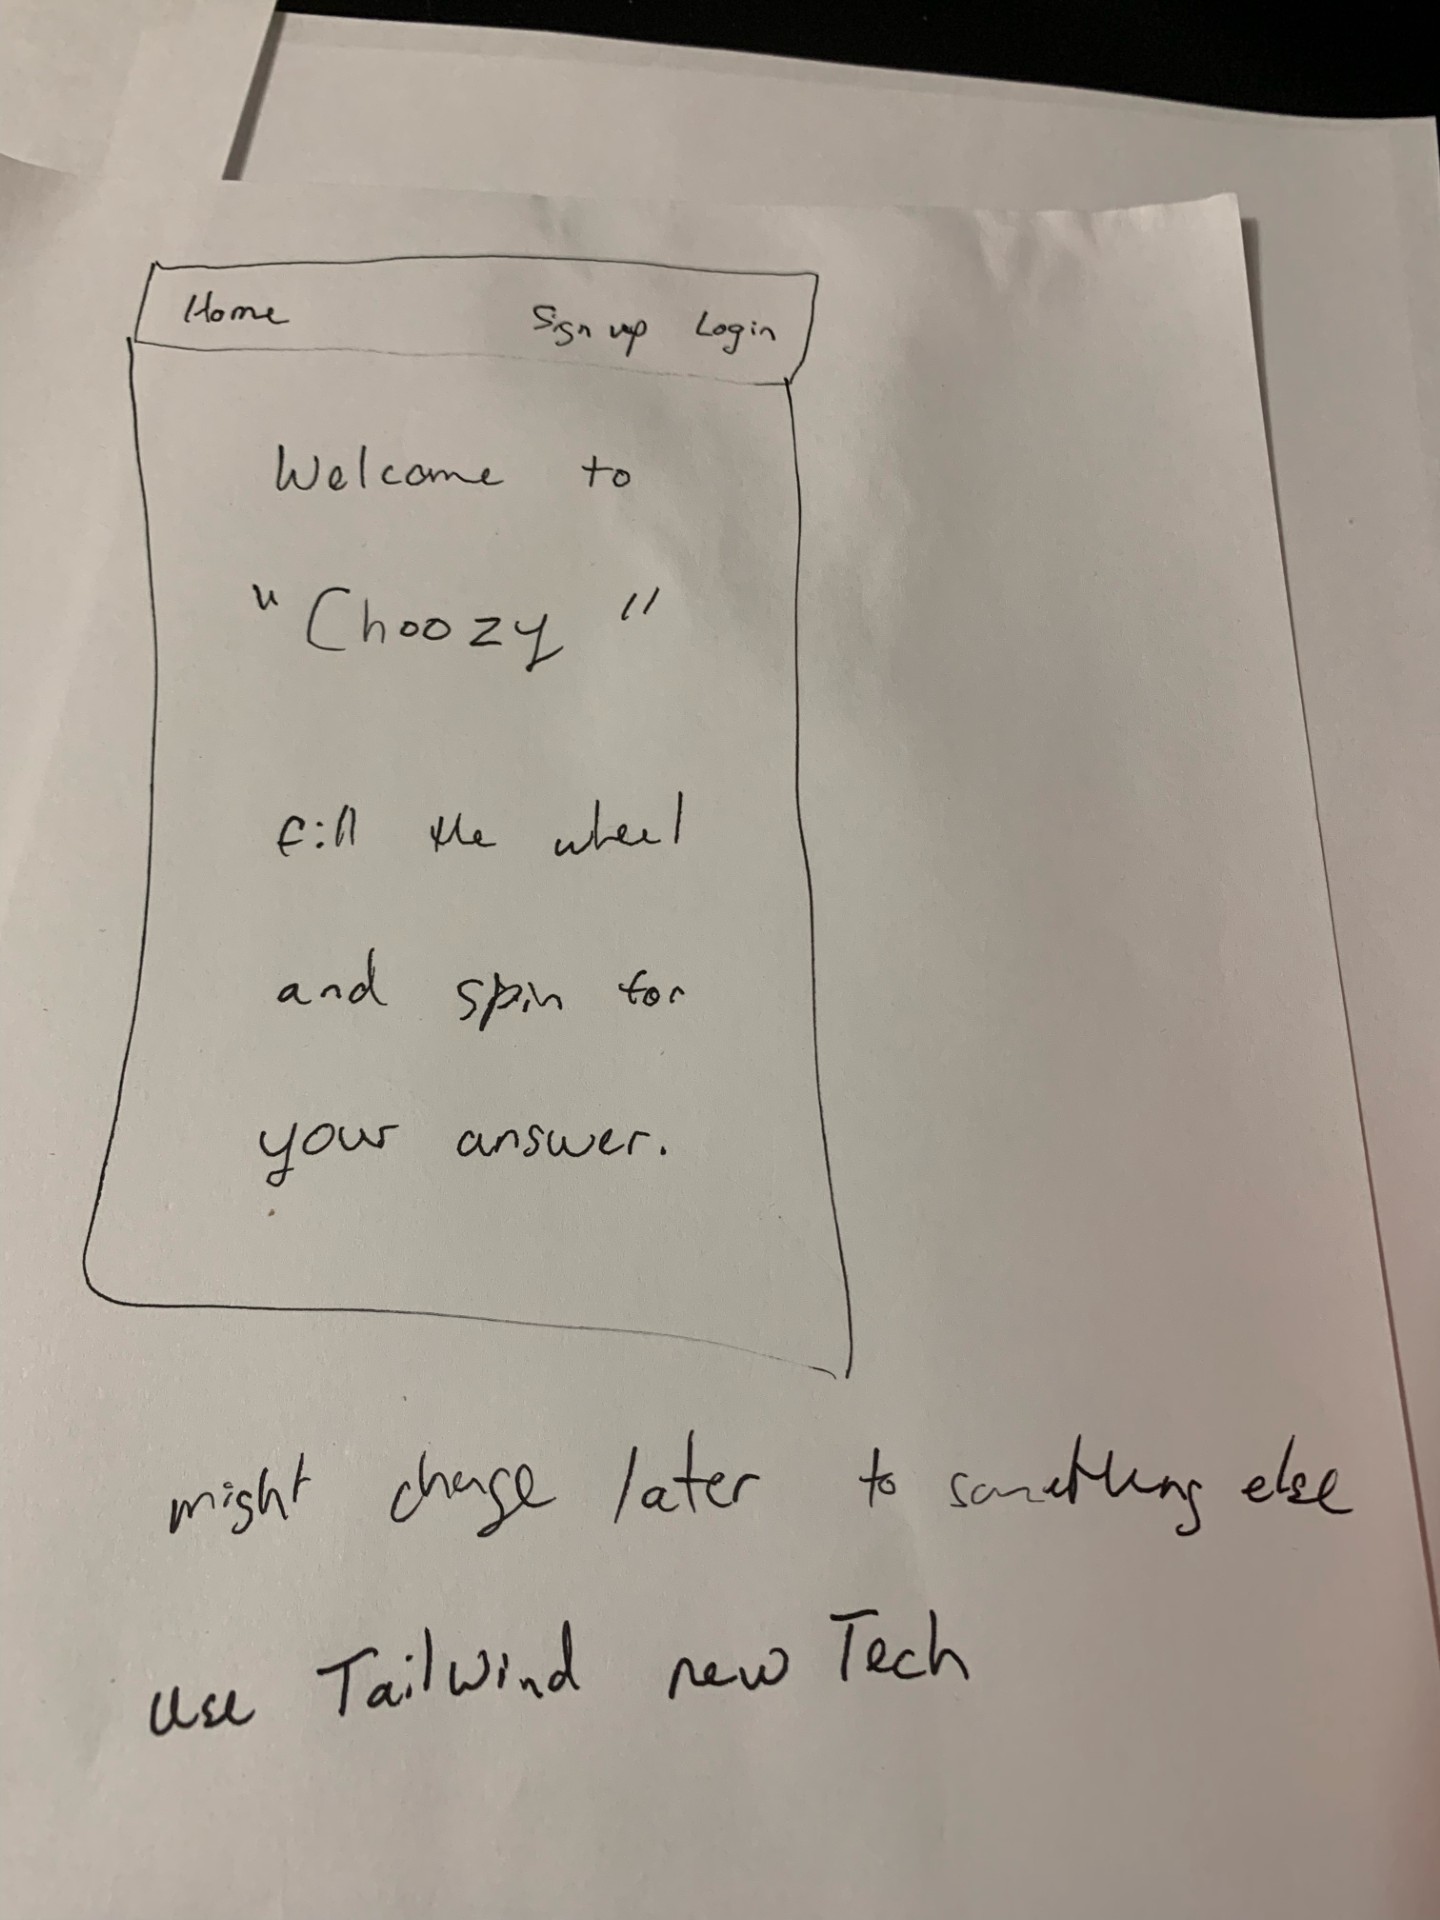 Home Sign up Login
Welcome to
"Choozy"
fill the wheel
and spin for
your answer.
might change later to something else
use Tailwind new Tech